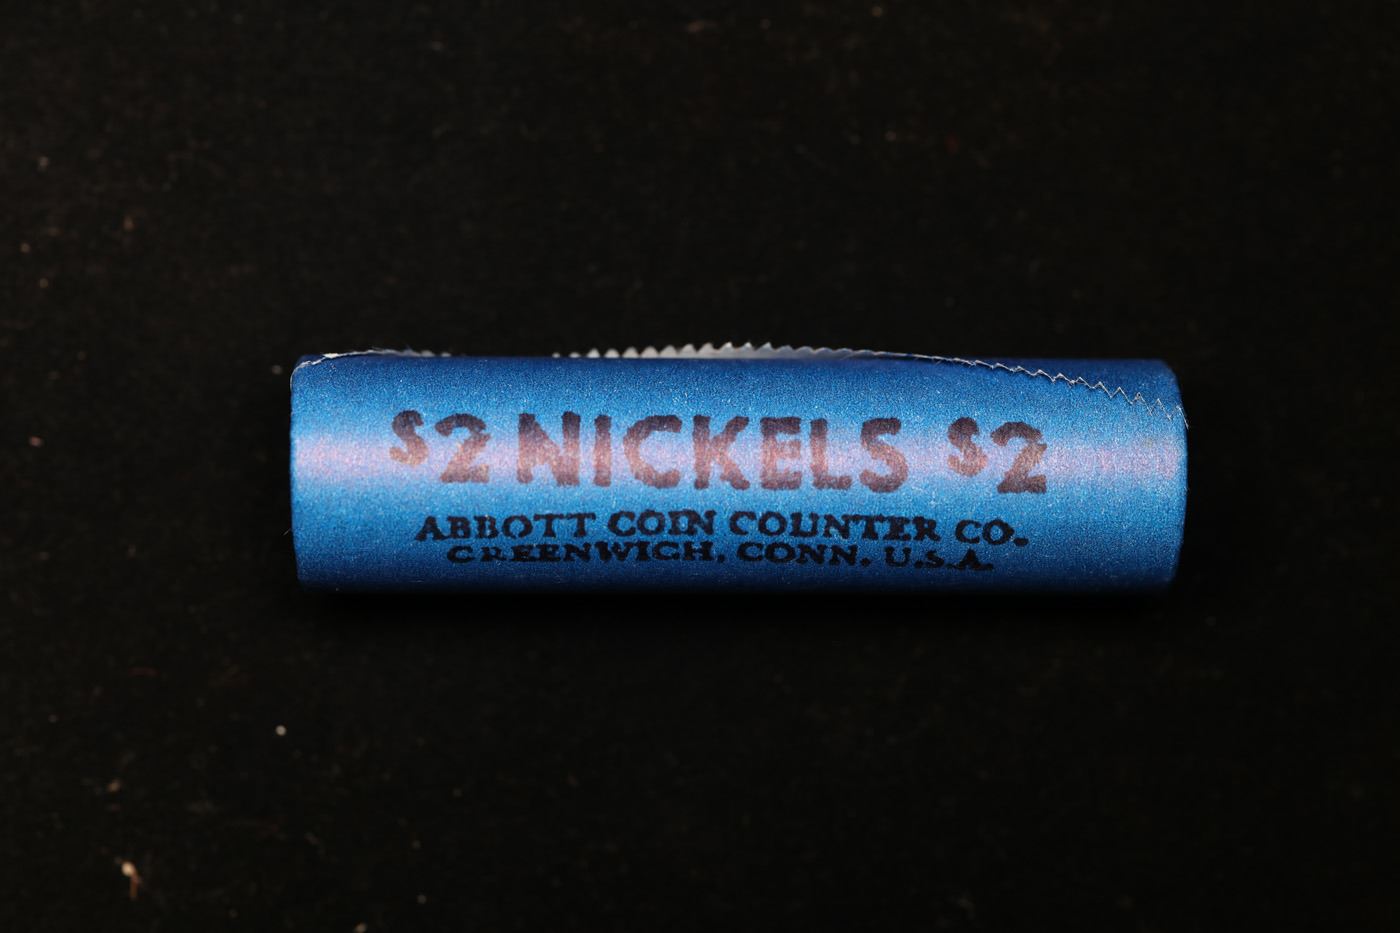 $2 NICKELS $2
ABBOTT COIN COUNTER CO.
GREENWICH, CONN. U.S.A.